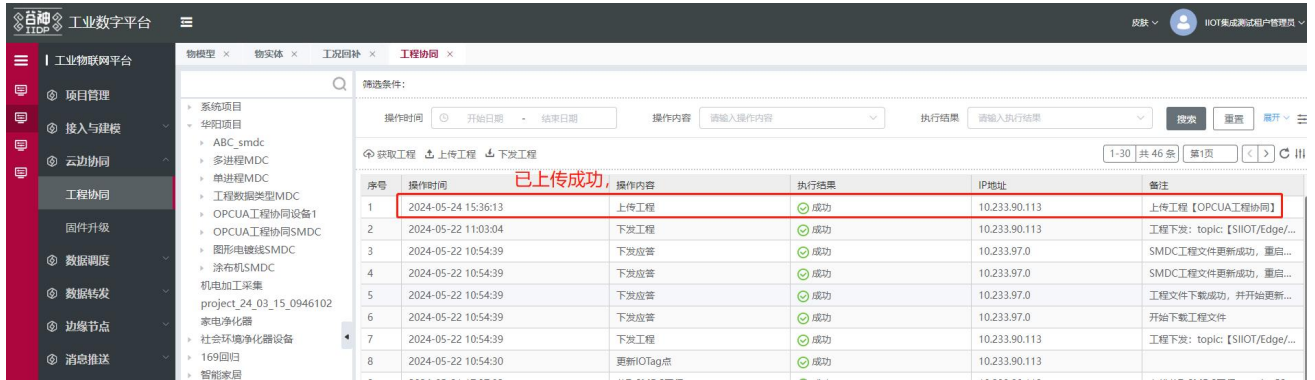 谷神 IIDP 工业数字平台 皮肤 IIOT集成测试租户管理员
工业物联网平台 物模型 × 物实体 × 工况回补 × 工程协同 ×
项目管理
接入与建模
云边协同
工程协同
固件升级
数据调度
数据转发
边缘节点
消息推送
系统项目
华阳项目
ABC_smdc
多进程MDC
单进程MDC
工程数据类型MDC
OPCUA工程协同设备1
OPCUA工程协同SMDC
图形电镀线SMDC
涂布机SMDC
机电加工采集
project_24_03_15_0946102
家电净化器
社会环境净化器设备
169回归
智能家居
筛选条件:
操作时间 开始日期 - 结束日期 操作内容 请输入操作内容 执行结果 请输入执行结果 搜索 重置 展开
获取工程 上传工程 下发工程 1-30 共46条 第1页
已上传成功,
序号 操作时间 操作内容 执行结果 IP地址 备注
1 2024-05-24 15:36:13 上传工程 成功 10.233.90.113 上传工程【OPCUA工程协同】
2 2024-05-22 11:03:04 下发工程 成功 10.233.90.113 工程下发：topic:【SIIOT/Edge/...
3 2024-05-22 10:54:39 下发应答 成功 10.233.97.0 SMDC工程文件更新成功，重启...
4 2024-05-22 10:54:39 下发应答 成功 10.233.97.0 SMDC工程文件更新成功，重启...
5 2024-05-22 10:54:39 下发应答 成功 10.233.97.0 工程文件下载成功，并开始更新...
6 2024-05-22 10:54:39 下发应答 成功 10.233.97.0 开始下载工程文件
7 2024-05-22 10:54:39 下发工程 成功 10.233.90.113 工程下发：topic:【SIIOT/Edge/...
8 2024-05-22 10:54:30 更新IOTag点 成功 10.233.90.113